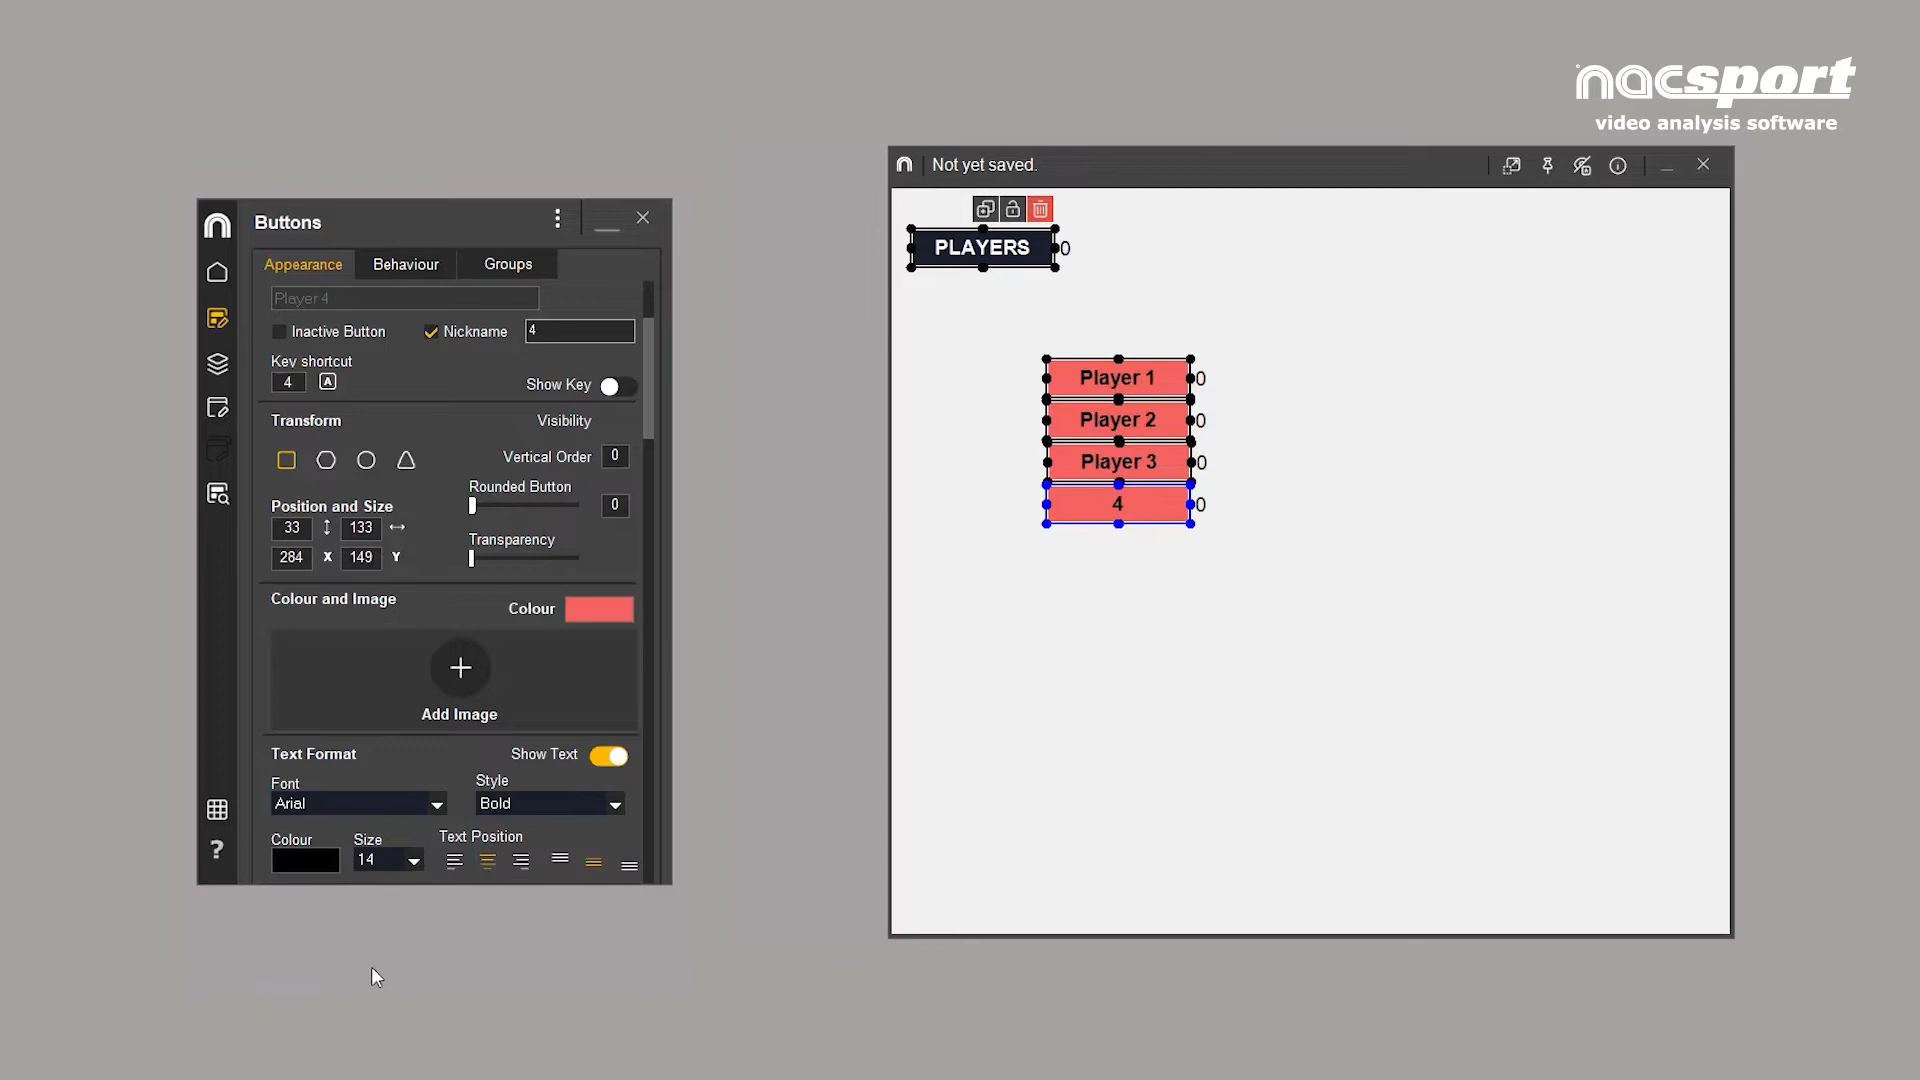 nacsport
video analysis software
Not yet saved.
Buttons
Appearance
Behaviour
Groups
Player 4
Inactive Button
Nickname
4
Key shortcut
4
A
Show Key
Transform
Visibility
Vertical Order
0
Rounded Button
0
Position and Size
33
133
284
X
149
Y
Transparency
Colour and Image
Colour
Add Image
Text Format
Show Text
Font
Style
Arial
Bold
Colour
Size
Text Position
14
?
PLAYERS
0
Player 1
0
Player 2
0
Player 3
0
4
0